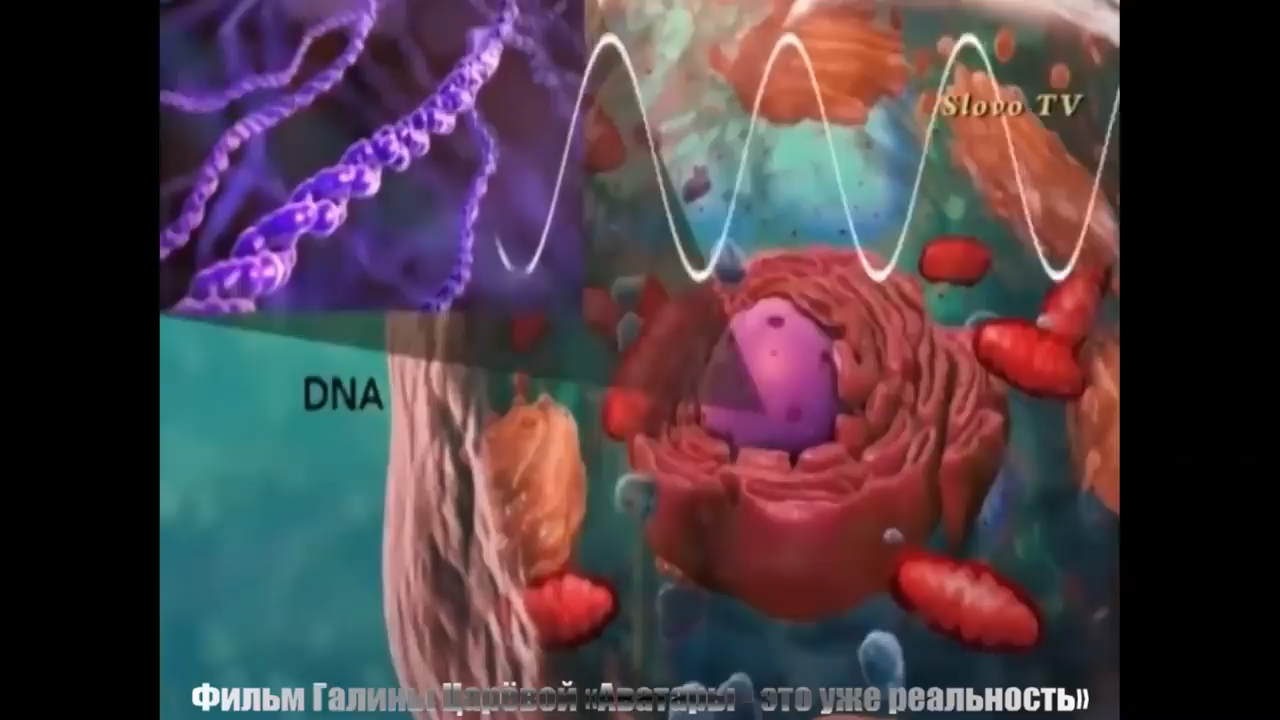 Slovo TV
DNA
Фильм Галины Царёвой «Аватары - это уже реальность»